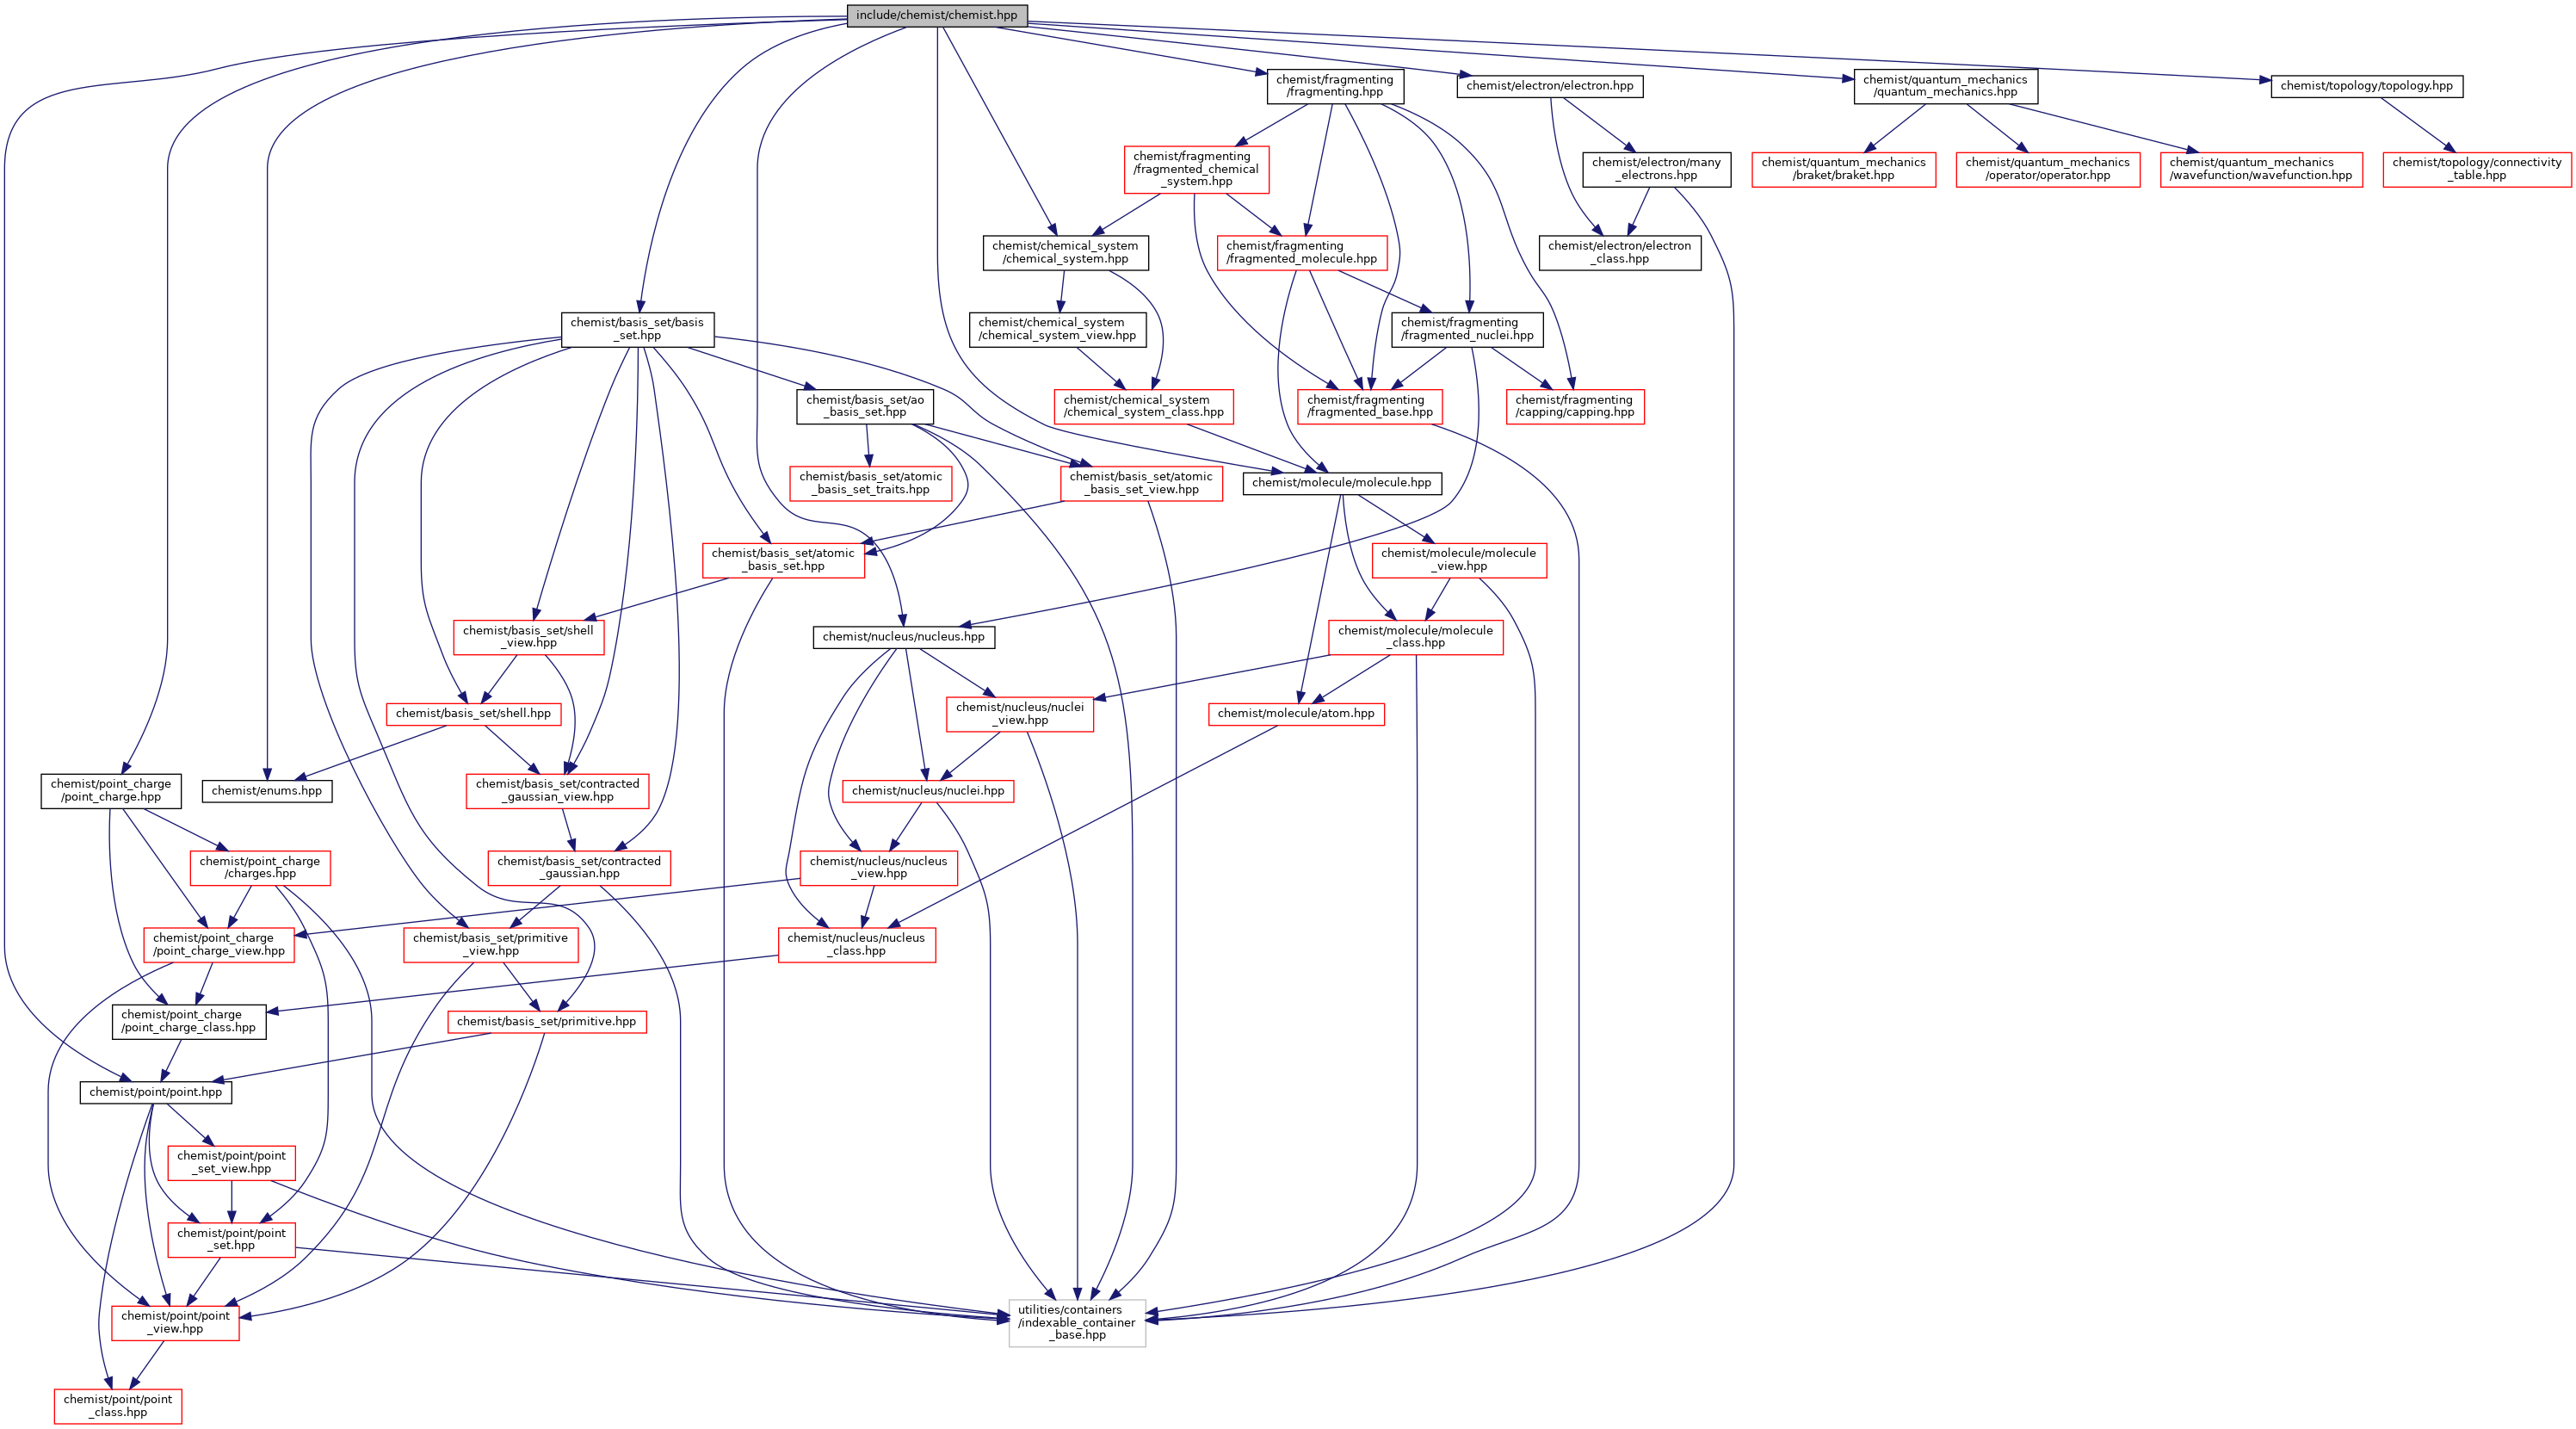 include/chemist/chemist.hpp
chemist/fragmenting
/fragmenting.hpp
chemist/electron/electron.hpp
chemist/quantum_mechanics
/quantum_mechanics.hpp
chemist/topology/topology.hpp
chemist/fragmenting
/fragmented_chemical
_system.hpp
chemist/electron/many
_electrons.hpp
chemist/quantum_mechanics
/braket/braket.hpp
chemist/quantum_mechanics
/operator/operator.hpp
chemist/quantum_mechanics
/wavefunction/wavefunction.hpp
chemist/topology/connectivity
_table.hpp
chemist/chemical_system
/chemical_system.hpp
chemist/fragmenting
/fragmented_molecule.hpp
chemist/electron/electron
_class.hpp
chemist/basis_set/basis
_set.hpp
chemist/chemical_system
/chemical_system_view.hpp
chemist/fragmenting
/fragmented_nuclei.hpp
chemist/basis_set/ao
_basis_set.hpp
chemist/chemical_system
/chemical_system_class.hpp
chemist/fragmenting
/fragmented_base.hpp
chemist/fragmenting
/capping/capping.hpp
chemist/basis_set/atomic
_basis_set_traits.hpp
chemist/basis_set/atomic
_basis_set_view.hpp
chemist/molecule/molecule.hpp
chemist/basis_set/atomic
_basis_set.hpp
chemist/molecule/molecule
_view.hpp
chemist/basis_set/shell
_view.hpp
chemist/nucleus/nucleus.hpp
chemist/molecule/molecule
_class.hpp
chemist/basis_set/shell.hpp
chemist/nucleus/nuclei
_view.hpp
chemist/molecule/atom.hpp
chemist/point_charge
/point_charge.hpp
chemist/enums.hpp
chemist/basis_set/contracted
_gaussian_view.hpp
chemist/nucleus/nuclei.hpp
chemist/point_charge
/charges.hpp
chemist/basis_set/contracted
_gaussian.hpp
chemist/nucleus/nucleus
_view.hpp
chemist/point_charge
/point_charge_view.hpp
chemist/basis_set/primitive
_view.hpp
chemist/nucleus/nucleus
_class.hpp
chemist/point_charge
/point_charge_class.hpp
chemist/basis_set/primitive.hpp
chemist/point/point.hpp
chemist/point/point
_set_view.hpp
chemist/point/point
_set.hpp
chemist/point/point
_view.hpp
utilities/containers
/indexable_container
_base.hpp
chemist/point/point
_class.hpp